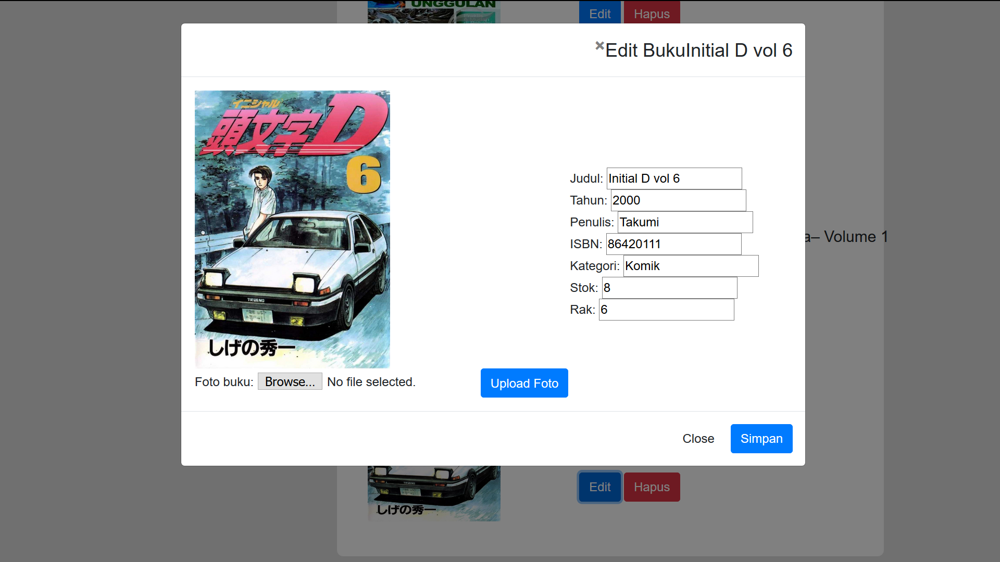 UNGGULAN
Edit Hapus
×Edit BukuInitial D vol 6
イニシャル
頭文字D
6
TRUENO
しげの秀一
Judul: Initial D vol 6
Tahun: 2000
Penulis: Takumi
ISBN: 86420111
Kategori: Komik
Stok: 8
Rak: 6
a– Volume 1
Foto buku: Browse... No file selected.
Upload Foto
Close Simpan
TRUENO
しげの秀一
Edit Hapus